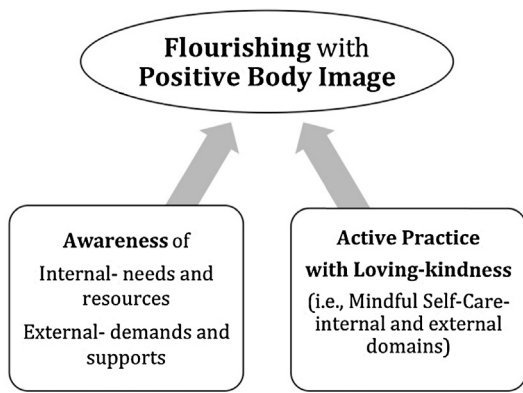 Flourishing with
Positive Body Image
Awareness of
Internal- needs and
resources
External- demands and
supports
Active Practice
with Loving-kindness
(i.e., Mindful Self-Care-
internal and external
domains)